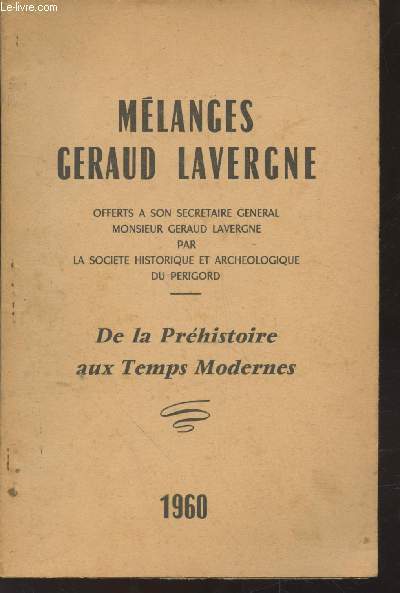 Le-livre.com
MÉLANGES
GERAUD LAVERGNE
OFFERTS A SON SECRETAIRE GENERAL
MONSIEUR GERAUD LAVERGNE
PAR
LA SOCIETE HISTORIQUE ET ARCHEOLOGIQUE
DU PERIGORD
De la Préhistoire
aux Temps Modernes
1960